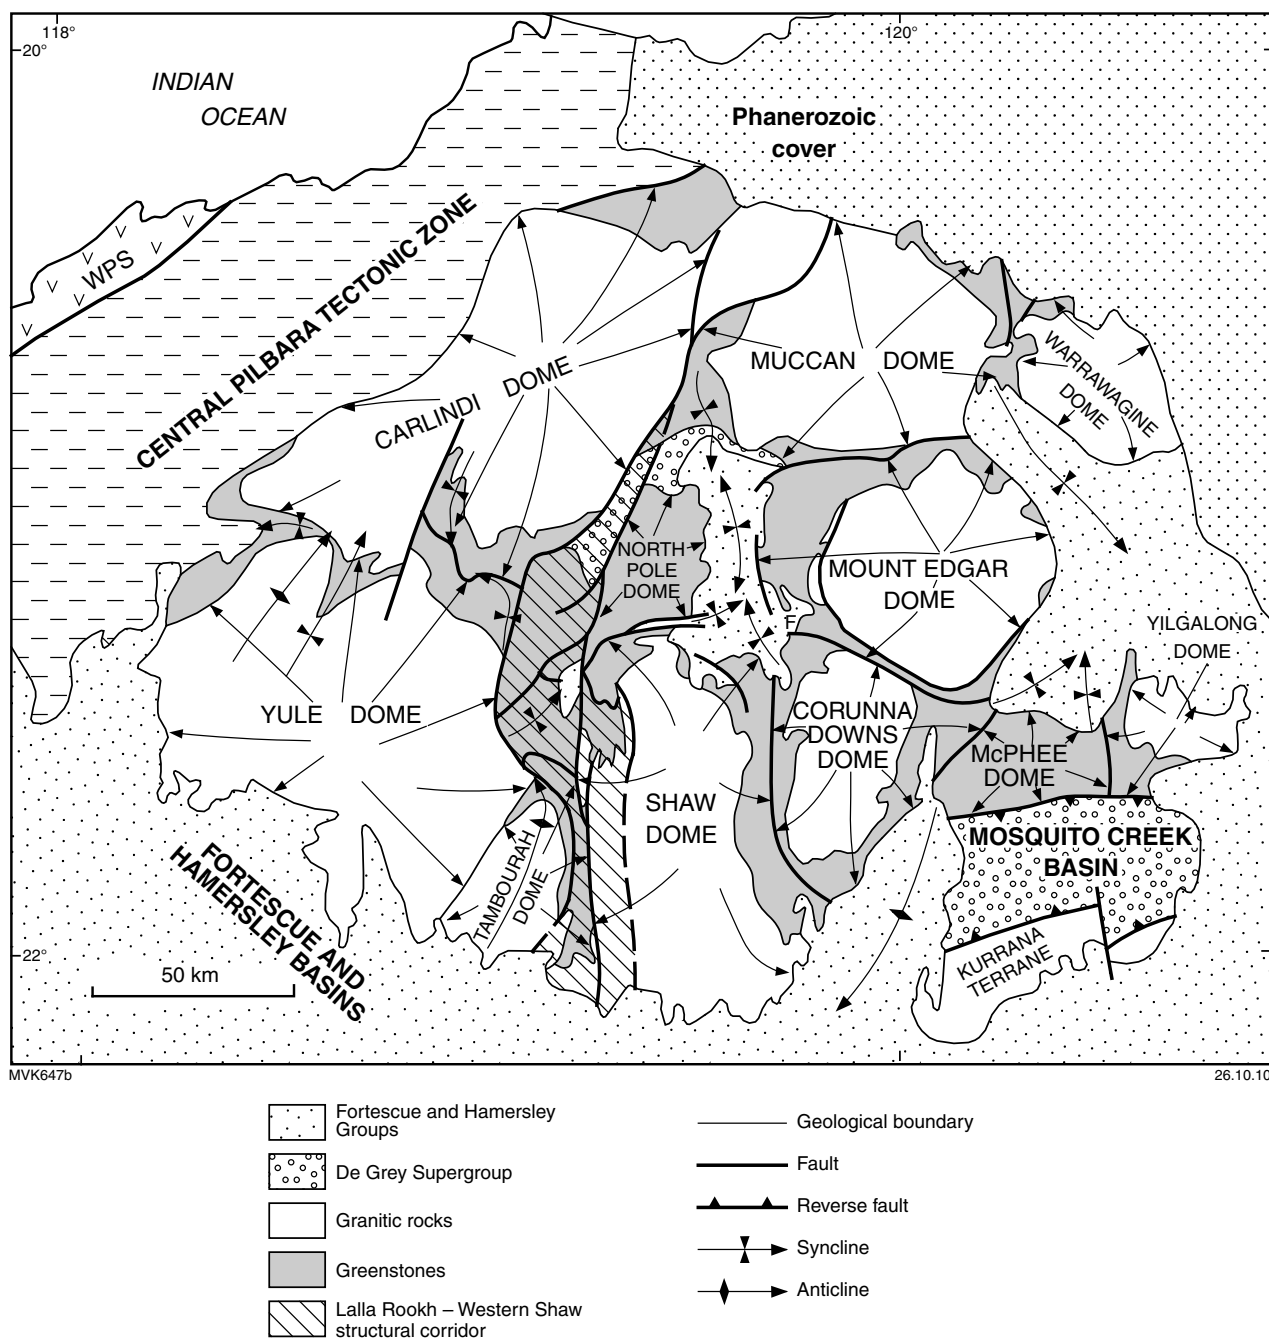 118°
120°
20°
INDIAN
OCEAN
Phanerozoic
cover
WPS
CENTRAL PILBARA TECTONIC ZONE
CARLINDI DOME
MUCCAN DOME
WARRAWAGINE
DOME
NORTH
POLE
DOME
MOUNT EDGAR
DOME
F
YILGALONG
DOME
YULE DOME
CORUNNA
DOWNS
DOME
McPHEE
DOME
SHAW
DOME
TAMBOURAH
DOME
MOSQUITO CREEK
BASIN
FORTESCUE AND
HAMERSLEY BASINS
KURRANA
TERRANE
22°
50 km
MVK647b
26.10.10
Fortescue and Hamersley
Groups
De Grey Supergroup
Granitic rocks
Greenstones
Lalla Rookh – Western Shaw
structural corridor
Geological boundary
Fault
Reverse fault
Syncline
Anticline